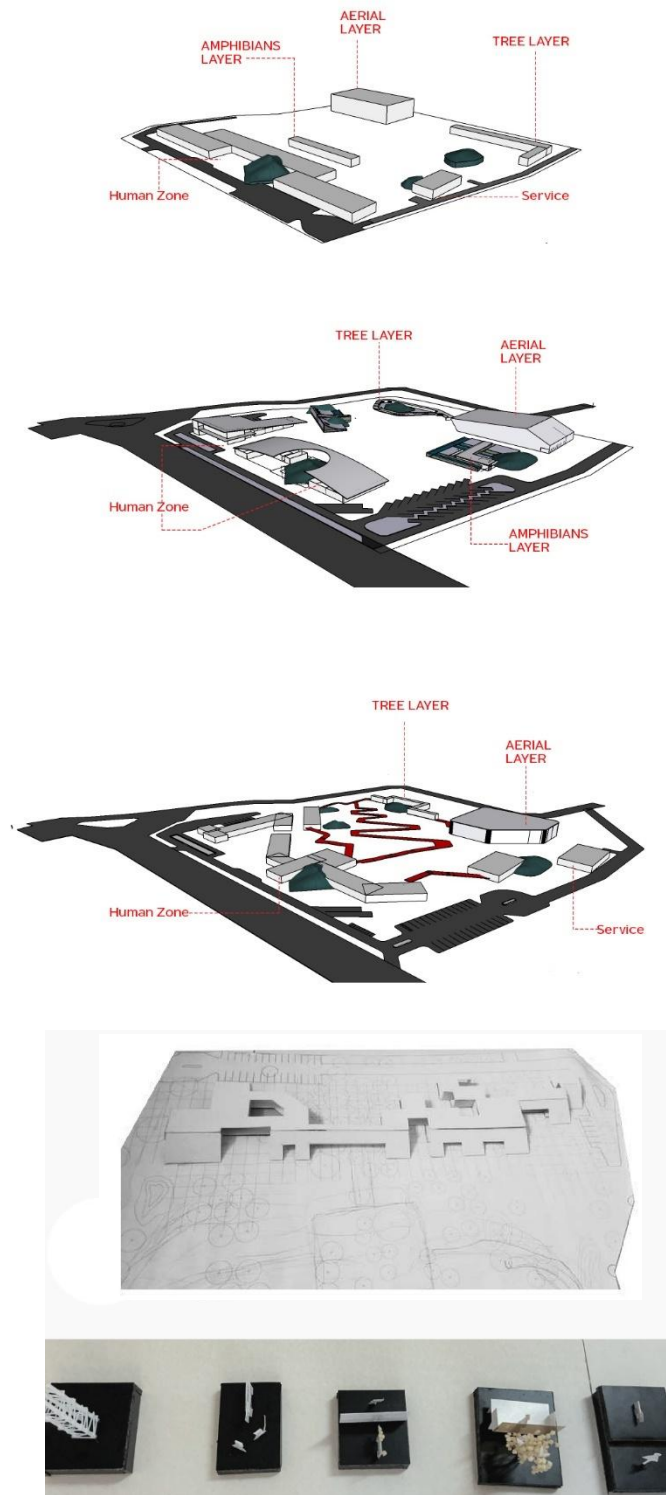 AERIAL
LAYER
AMPHIBIANS
LAYER
TREE LAYER
Human Zone
Service
TREE LAYER
AERIAL
LAYER
Human Zone
AMPHIBIANS
LAYER
TREE LAYER
AERIAL
LAYER
Human Zone
Service